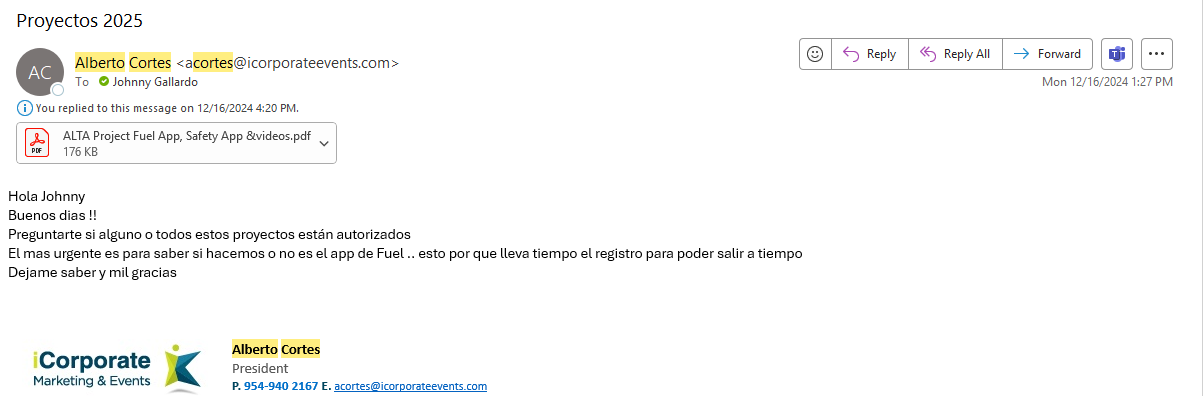 Proyectos 2025
AC
Alberto Cortes <acortes@icorporateevents.com>
To Johnny Gallardo
Reply
Reply All
Forward
Mon 12/16/2024 1:27 PM
You replied to this message on 12/16/2024 4:20 PM.
PDF
ALTA Project Fuel App, Safety App &videos.pdf
176 KB
Hola Johnny
Buenos dias !!
Preguntarte si alguno o todos estos proyectos están autorizados
El mas urgente es para saber si hacemos o no es el app de Fuel .. esto por que lleva tiempo el registro para poder salir a tiempo
Dejame saber y mil gracias
iCorporate
Marketing & Events
Alberto Cortes
President
P. 954-940 2167 E. acortes@icorporateevents.com